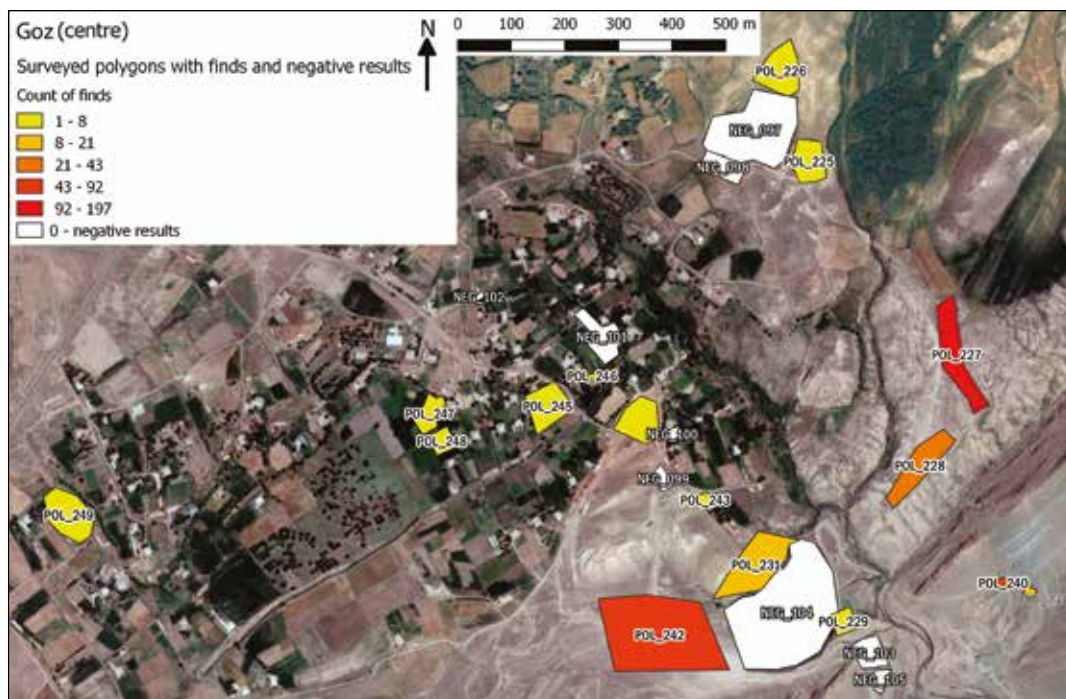 Goz (centre)
N
0 100 200 300 400 500 m
Surveyed polygons with finds and negative results
Count of finds
1 - 8
8 - 21
21 - 43
43 - 92
92 - 197
0 - negative results
POL_226
NEG_097
NEG_098
POL_225
NEG_102
NEG_101
POL_227
POL_246
POL_247
POL_245
POL_248
NEG_100
POL_228
NEG_099
POL_243
POL_249
POL_231
POL_240
NEG_104
POL_229
POL_242
NEG_103
NEG_105